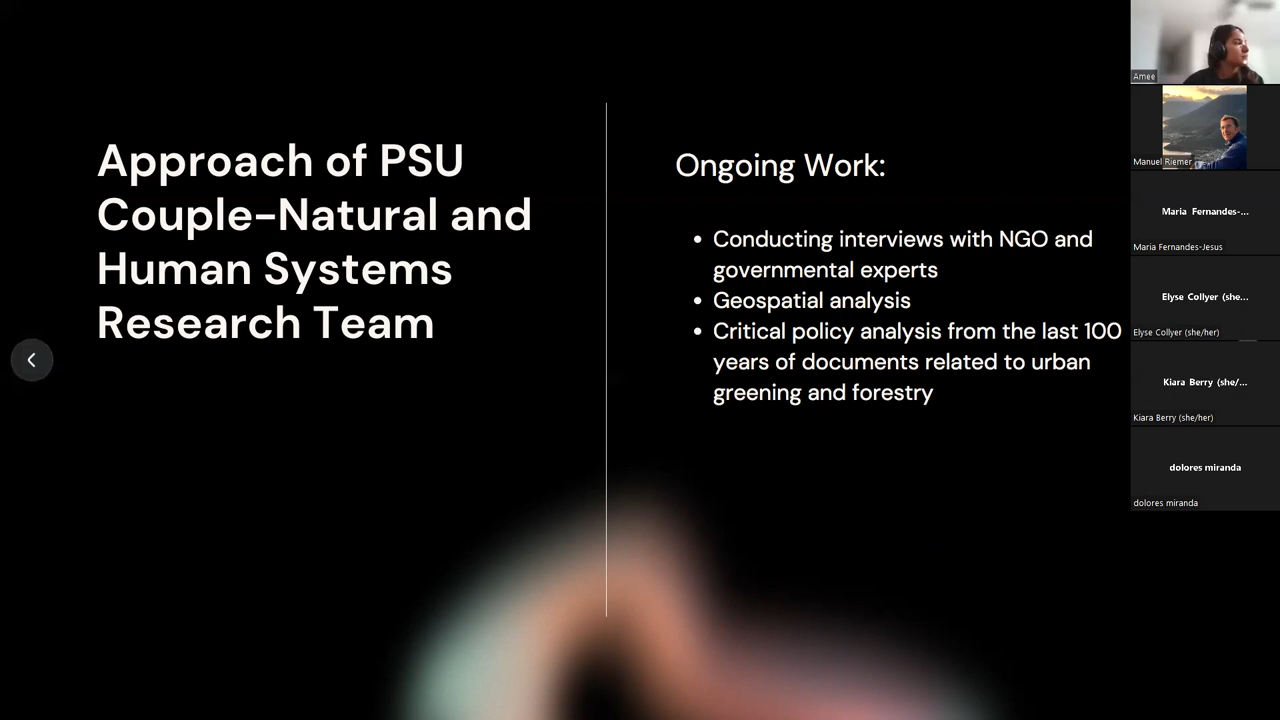 Approach of PSU
Couple-Natural and
Human Systems
Research Team
Ongoing Work:
• Conducting interviews with NGO and
governmental experts
• Geospatial analysis
• Critical policy analysis from the last 100
years of documents related to urban
greening and forestry
Amee
Manuel Riemer
Maria Fernandes-...
Maria Fernandes-Jesus
Elyse Collyer (she...
Elyse Collyer (she/her)
Kiara Berry (she/...
Kiara Berry (she/her)
dolores miranda
dolores miranda